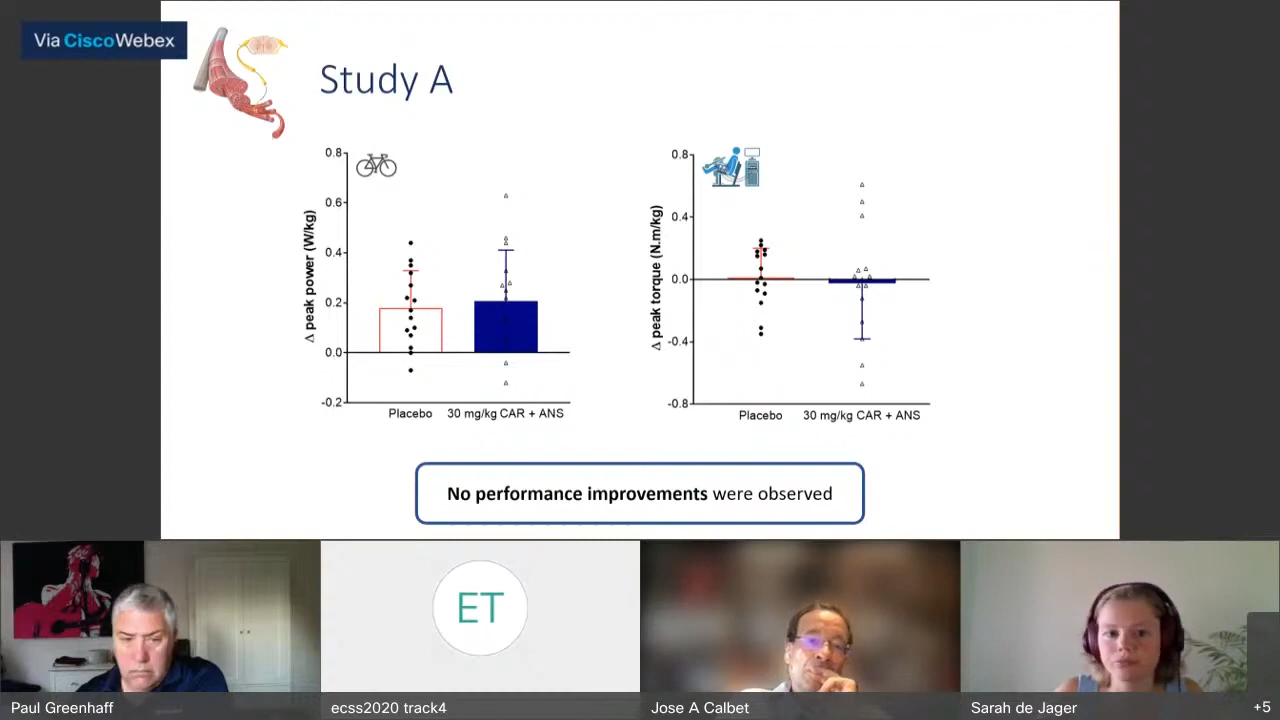 Via CiscoWebex
Study A
0.8
0.6
0.4
0.2
0.0
-0.2
Δ peak power (W/kg)
Placebo
30 mg/kg CAR + ANS
0.8
0.4
0.0
-0.4
-0.8
Δ peak torque (N.m/kg)
Placebo
30 mg/kg CAR + ANS
No performance improvements were observed
ET
Paul Greenhaff
ecss2020 track4
Jose A Calbet
Sarah de Jager
+5